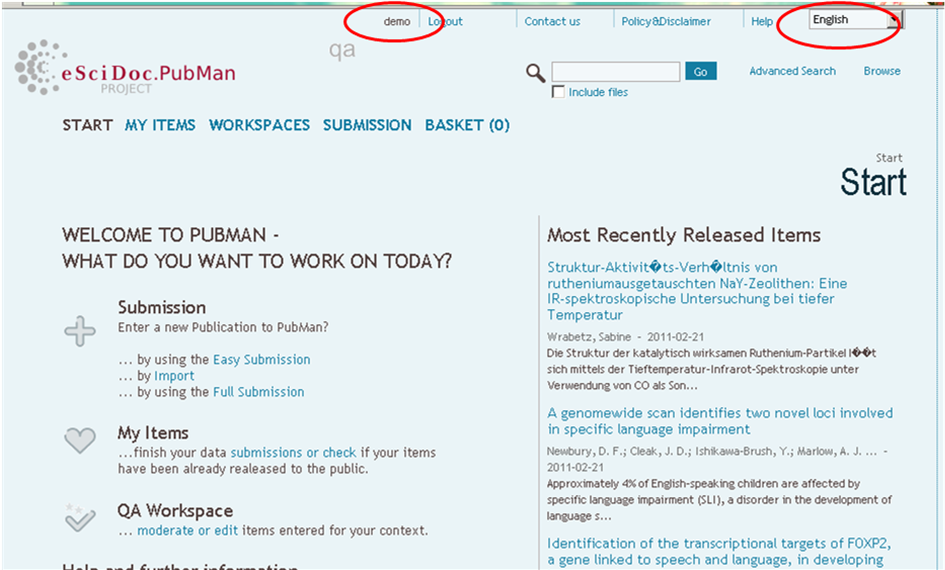 demo Logout Contact us Policy&Disclaimer Help English
qa
eSciDoc.PubMan
PROJECT
Go Advanced Search Browse
Include files
START MY ITEMS WORKSPACES SUBMISSION BASKET (0)
Start
Start
WELCOME TO PUBMAN -
WHAT DO YOU WANT TO WORK ON TODAY?
Submission
Enter a new Publication to PubMan?
... by using the Easy Submission
... by Import
... by using the Full Submission
My Items
...finish your data submissions or check if your items
have been already realeased to the public.
QA Workspace
... moderate or edit items entered for your context.
Help and further information
Most Recently Released Items
Struktur-Aktivit�ts-Verh�ltnis von
rutheniumausgetauschten NaY-Zeolithen: Eine
IR-spektroskopische Untersuchung bei tiefer
Temperatur
Wrabetz, Sabine - 2011-02-21
Die Struktur der katalytisch wirksamen Ruthenium-Partikel l��t
sich mittels der Tieftemperatur-Infrarot-Spektroskopie unter
Verwendung von CO als Son...
A genomewide scan identifies two novel loci involved
in specific language impairment
Newbury, D. F.; Cleak, J. D.; Ishikawa-Brush, Y.; Marlow, A. J. ... -
2011-02-21
Approximately 4% of English-speaking children are affected by
specific language impairment (SLI), a disorder in the development of
language s...
Identification of the transcriptional targets of FOXP2,
a gene linked to speech and language, in developing